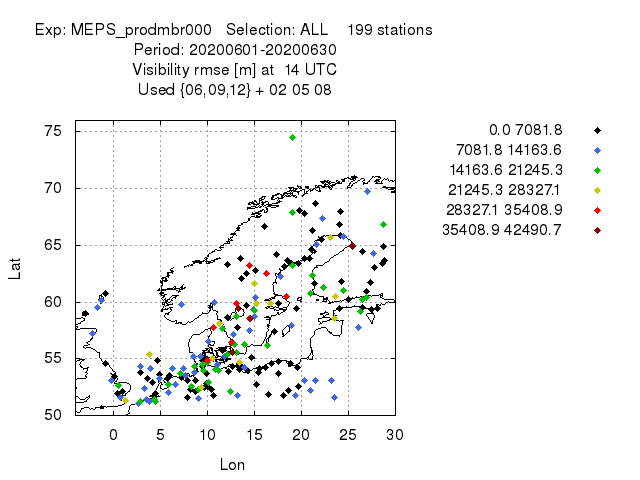 Exp: MEPS_prodmbr000 Selection: ALL 199 stations
Period: 20200601-20200630
Visibility rmse [m] at 14 UTC
Used {06,09,12} + 02 05 08
0.0 7081.8
7081.8 14163.6
14163.6 21245.3
21245.3 28327.1
28327.1 35408.9
35408.9 42490.7
Lat
75
70
65
60
55
50
0 5 10 15 20 25 30
Lon